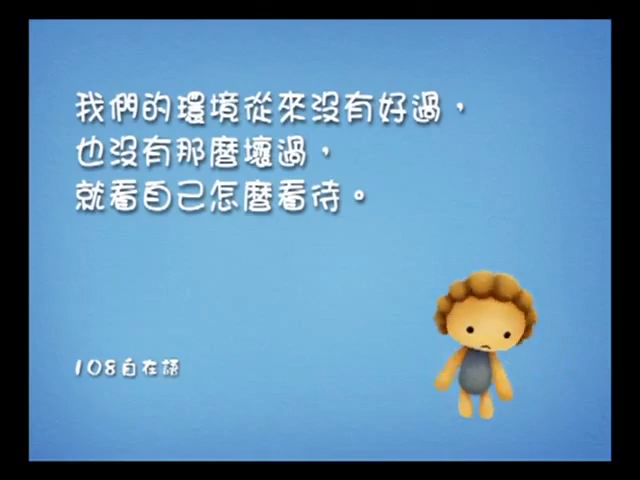 我們的環境從來沒有好過，
也沒有那麼壞過，
就看自己怎麼看待。
108自在語